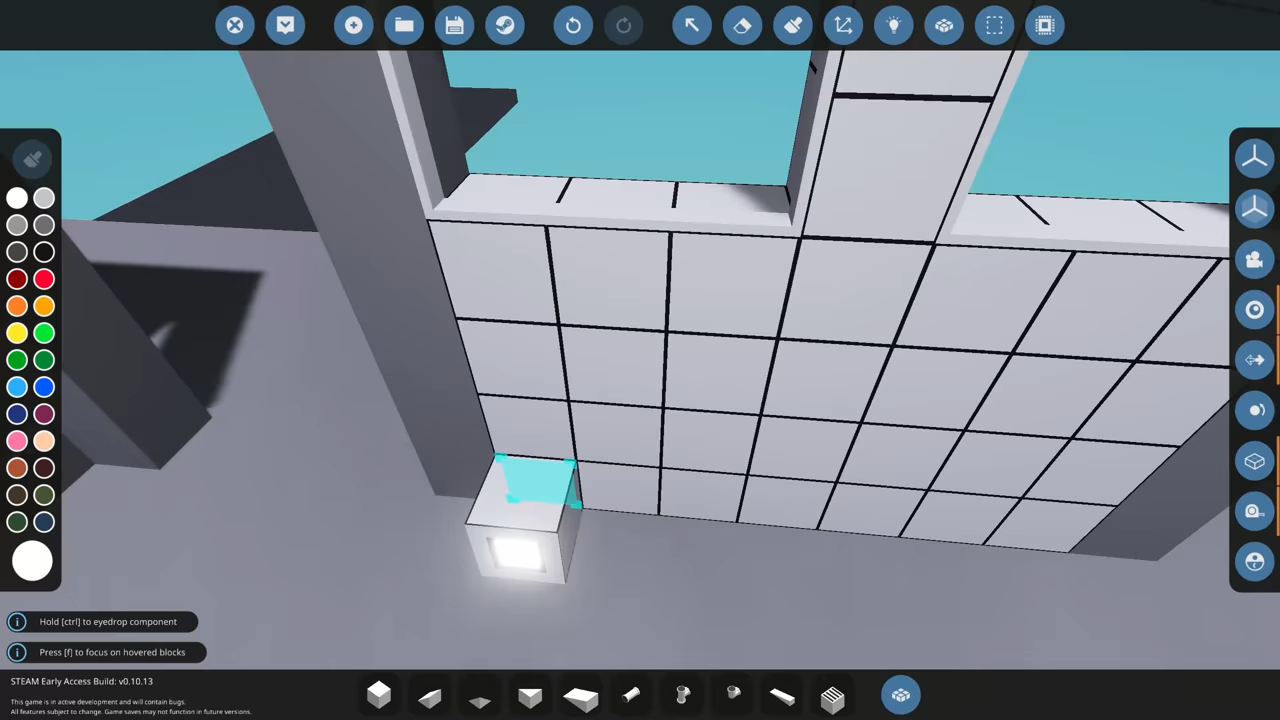 Hold [ctrl] to eyedrop component
Press [f] to focus on hovered blocks
STEAM Early Access Build: v0.10.13
This game is in active development and will contain bugs.
All features subject to change. Game saves may not function in future versions.